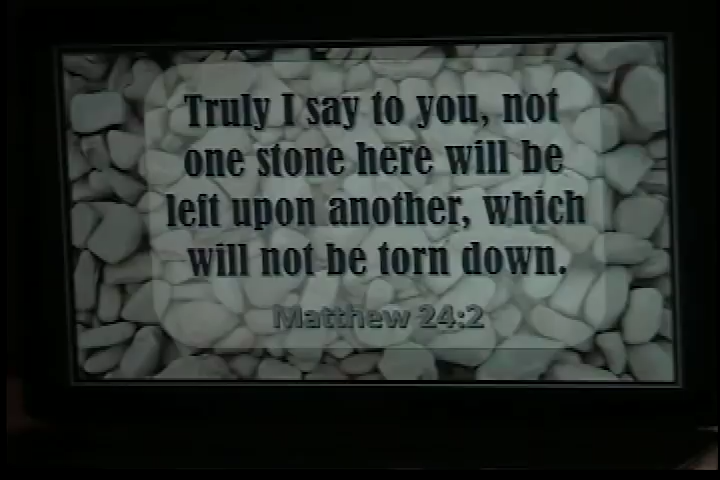 Truly I say to you, not
one stone here will be
left upon another, which
will not be torn down.
Matthew 24:2